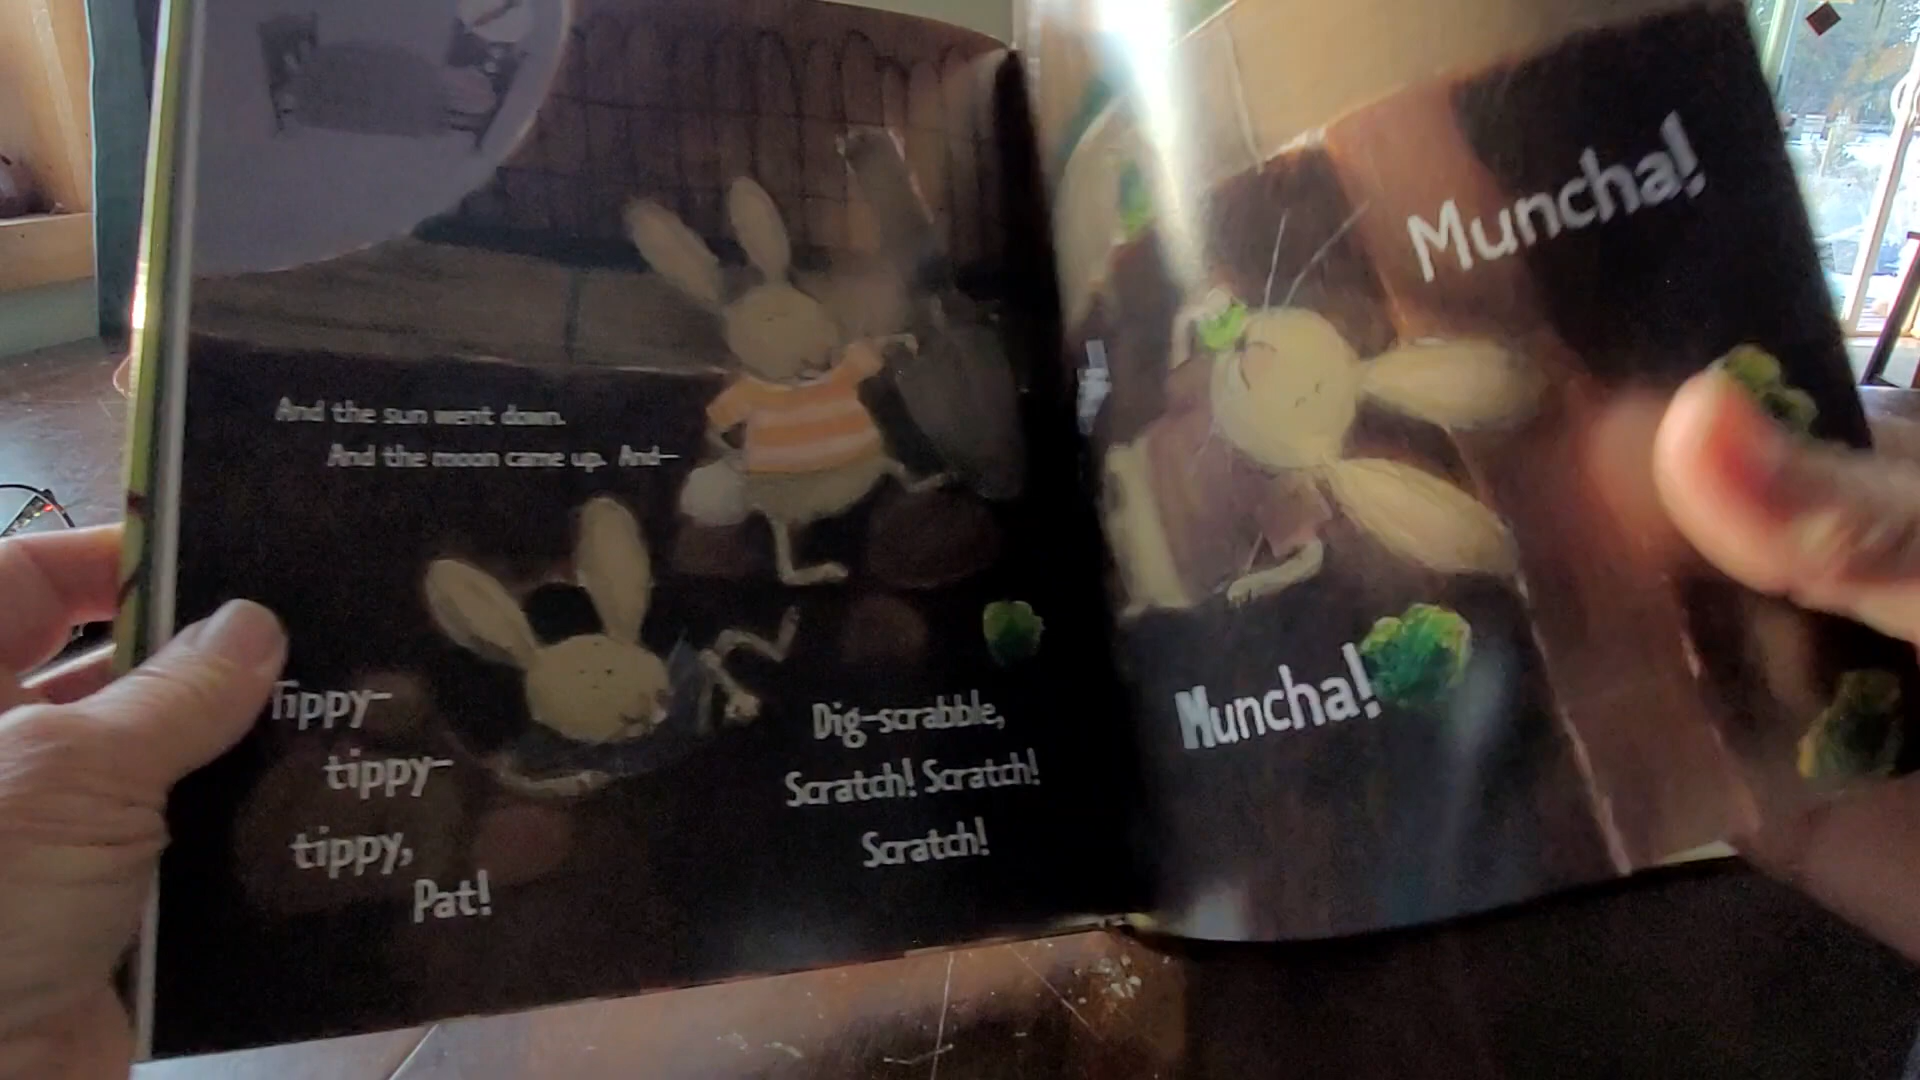 And the sun went down.
And the moon came up. And—
Tippy-
tippy-
tippy,
Pat!
Dig-scrabble,
Scratch! Scratch!
Scratch!
Muncha!
Muncha!